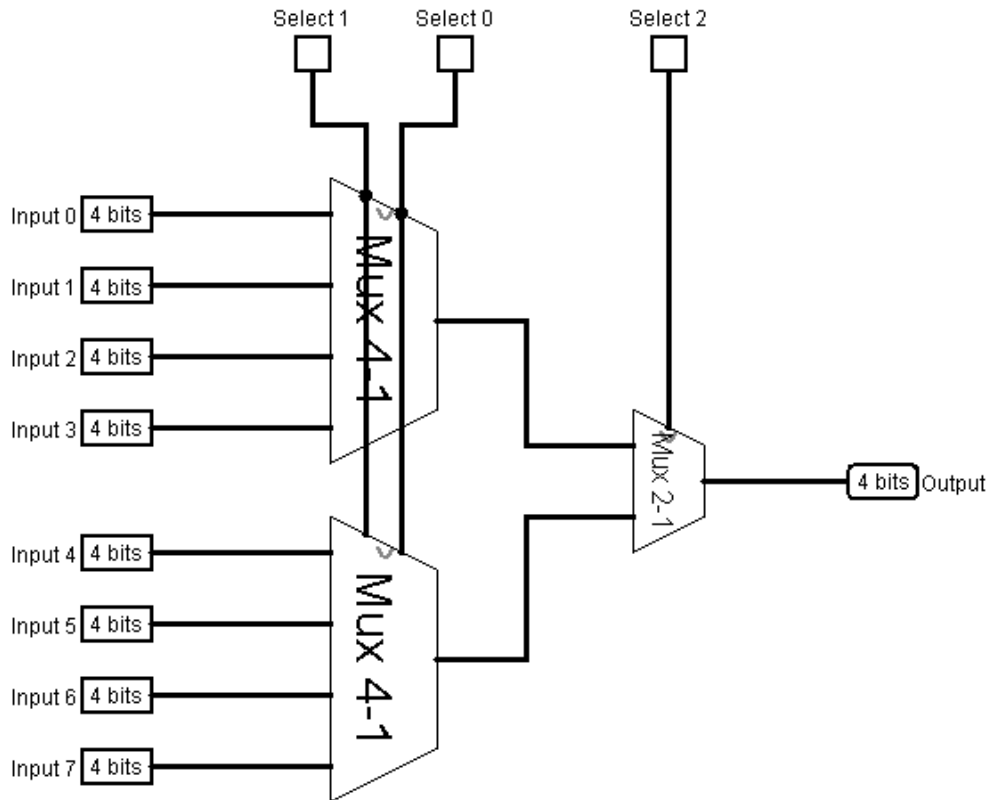 Select 1
Select 0
Select 2
Input 0 4 bits
Input 1 4 bits
Input 2 4 bits
Input 3 4 bits
Mux 4-1
Mux 2-1
4 bits Output
Input 4 4 bits
Input 5 4 bits
Input 6 4 bits
Input 7 4 bits
Mux 4-1